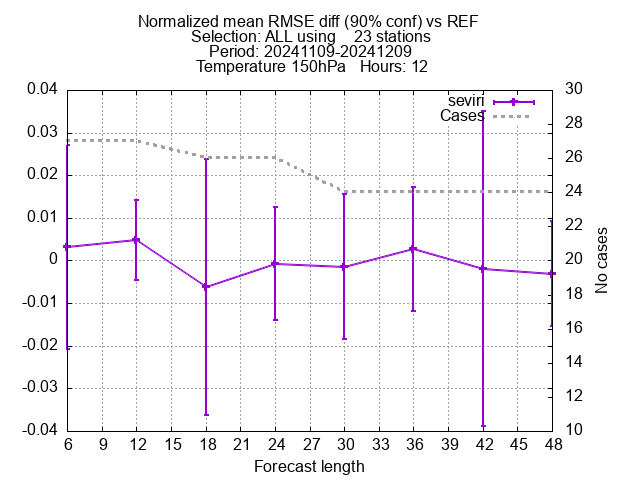 Normalized mean RMSE diff (90% conf) vs REF
Selection: ALL using    23 stations
Period: 20241109-20241209
Temperature 150hPa   Hours: 12
seviri
Cases
0.04
0.03
0.02
0.01
0
-0.01
-0.02
-0.03
-0.04
30
28
26
24
22
20
18
16
14
12
10
No cases
6 9 12 15 18 21 24 27 30 33 36 39 42 45 48
Forecast length